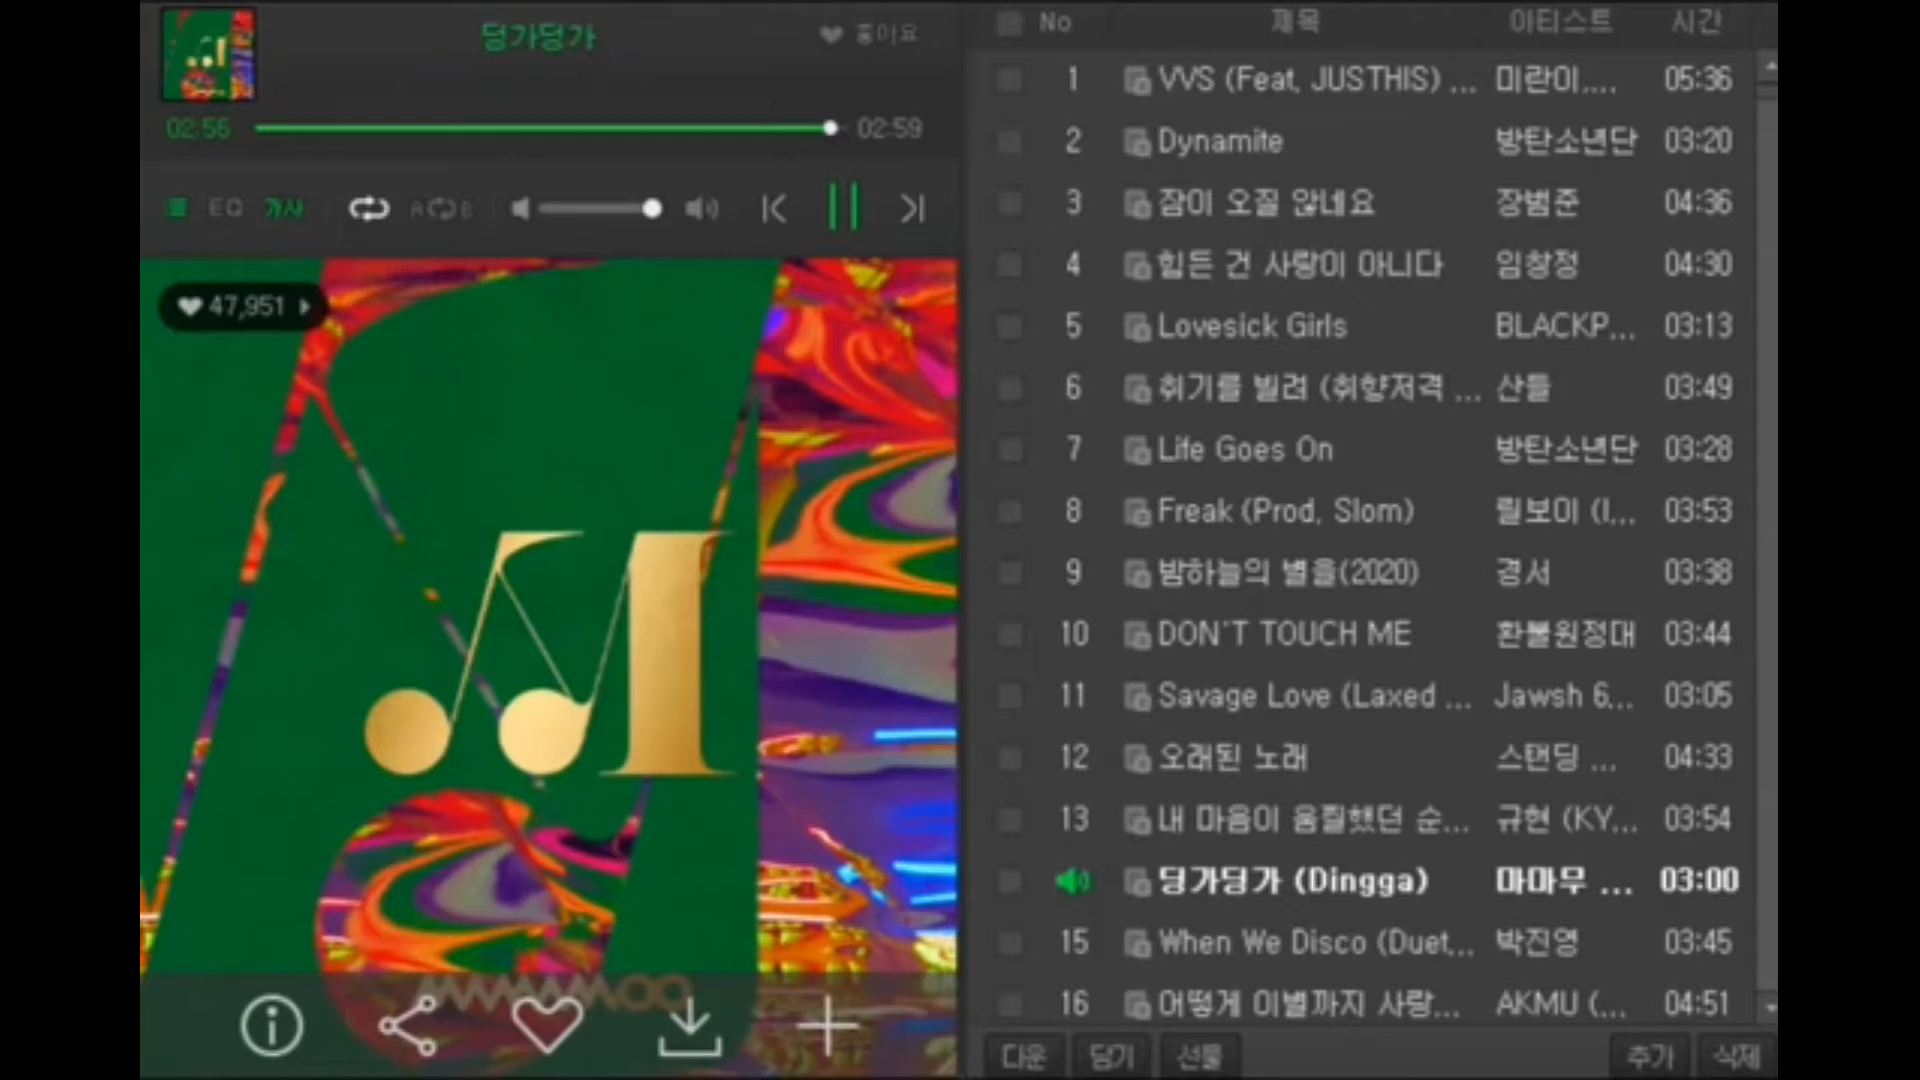 딩가딩가
좋아요
02:56
02:59
EQ 가사
A B
47,951
MAMAMOO
No 제목 아티스트 시간
1 VVS (Feat. JUSTHIS) ... 미란이,... 05:36
2 Dynamite 방탄소년단 03:20
3 잠이 오질 않네요 장범준 04:36
4 힘든 건 사랑이 아니다 임창정 04:30
5 Lovesick Girls BLACKP... 03:13
6 취기를 빌려 (취향저격 ... 산들 03:49
7 Life Goes On 방탄소년단 03:28
8 Freak (Prod. Slom) 릴보이 (l... 03:53
9 밤하늘의 별을(2020) 경서 03:38
10 DON'T TOUCH ME 환불원정대 03:44
11 Savage Love (Laxed ... Jawsh 6... 03:05
12 오래된 노래 스탠딩 ... 04:33
13 내 마음이 움찔했던 순... 규현 (KY... 03:54
딩가딩가 (Dingga) 마마무 ... 03:00
15 When We Disco (Duet... 박진영 03:45
16 어떻게 이별까지 사랑... AKMU (... 04:51
다운 담기 선물 추가 삭제